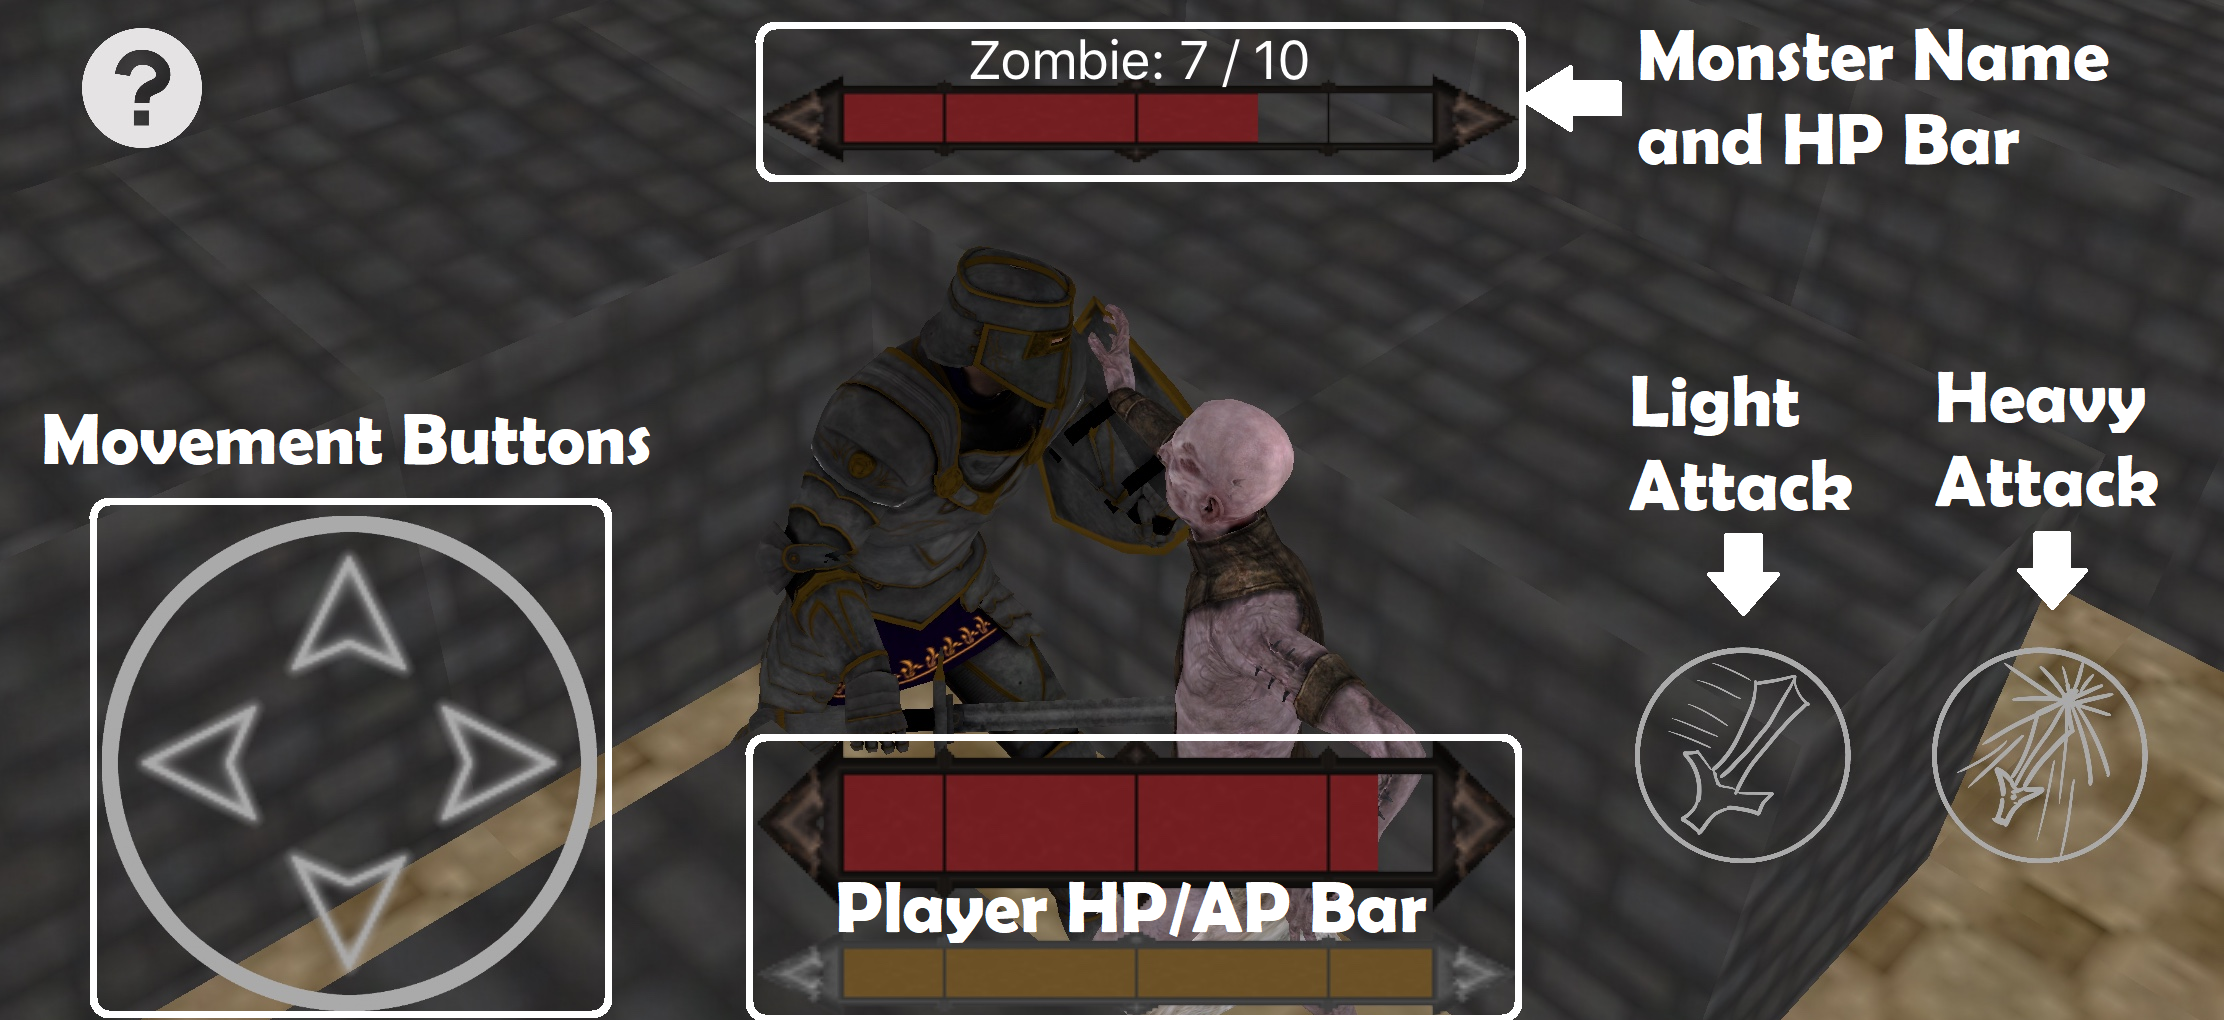 ?
Zombie: 7 / 10
Monster Name
and HP Bar
Movement Buttons
Light
Attack
Heavy
Attack
Player HP/AP Bar